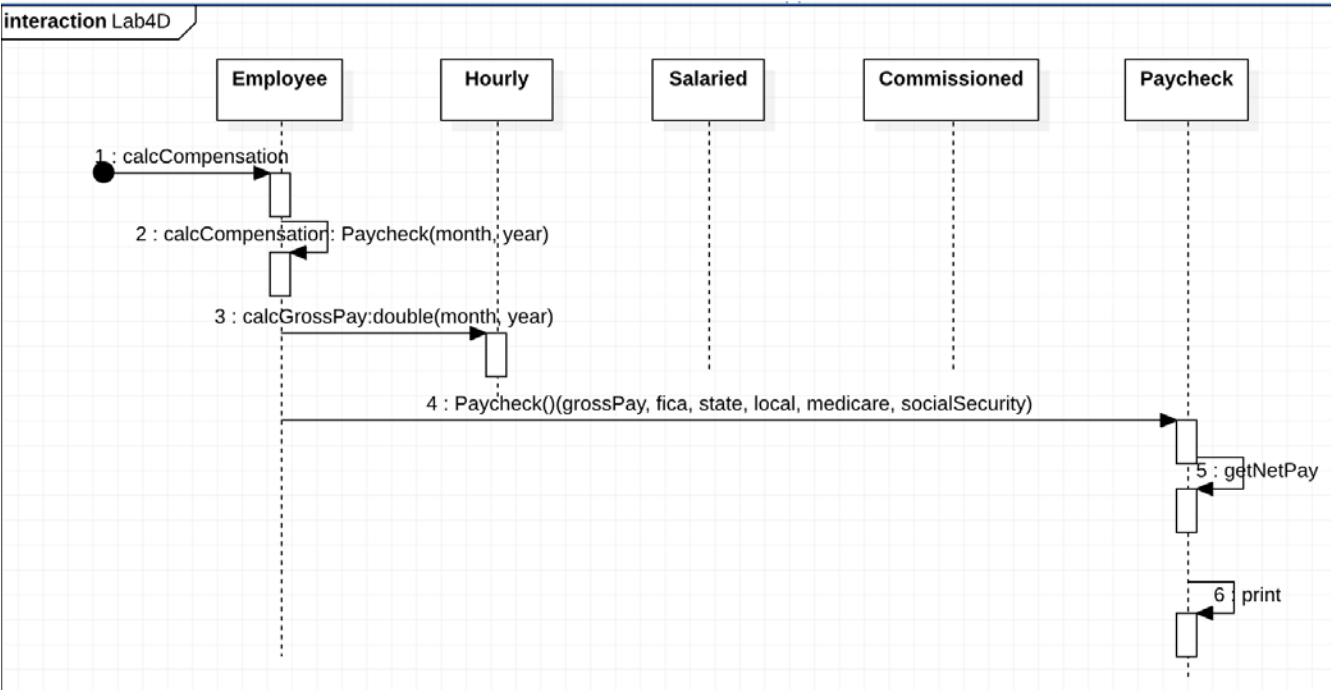 interaction Lab4D
Employee
Hourly
Salaried
Commissioned
Paycheck
1 : calcCompensation
2 : calcCompensation: Paycheck(month, year)
3 : calcGrossPay:double(month, year)
4 : Paycheck()(grossPay, fica, state, local, medicare, socialSecurity)
5 : getNetPay
6 : print